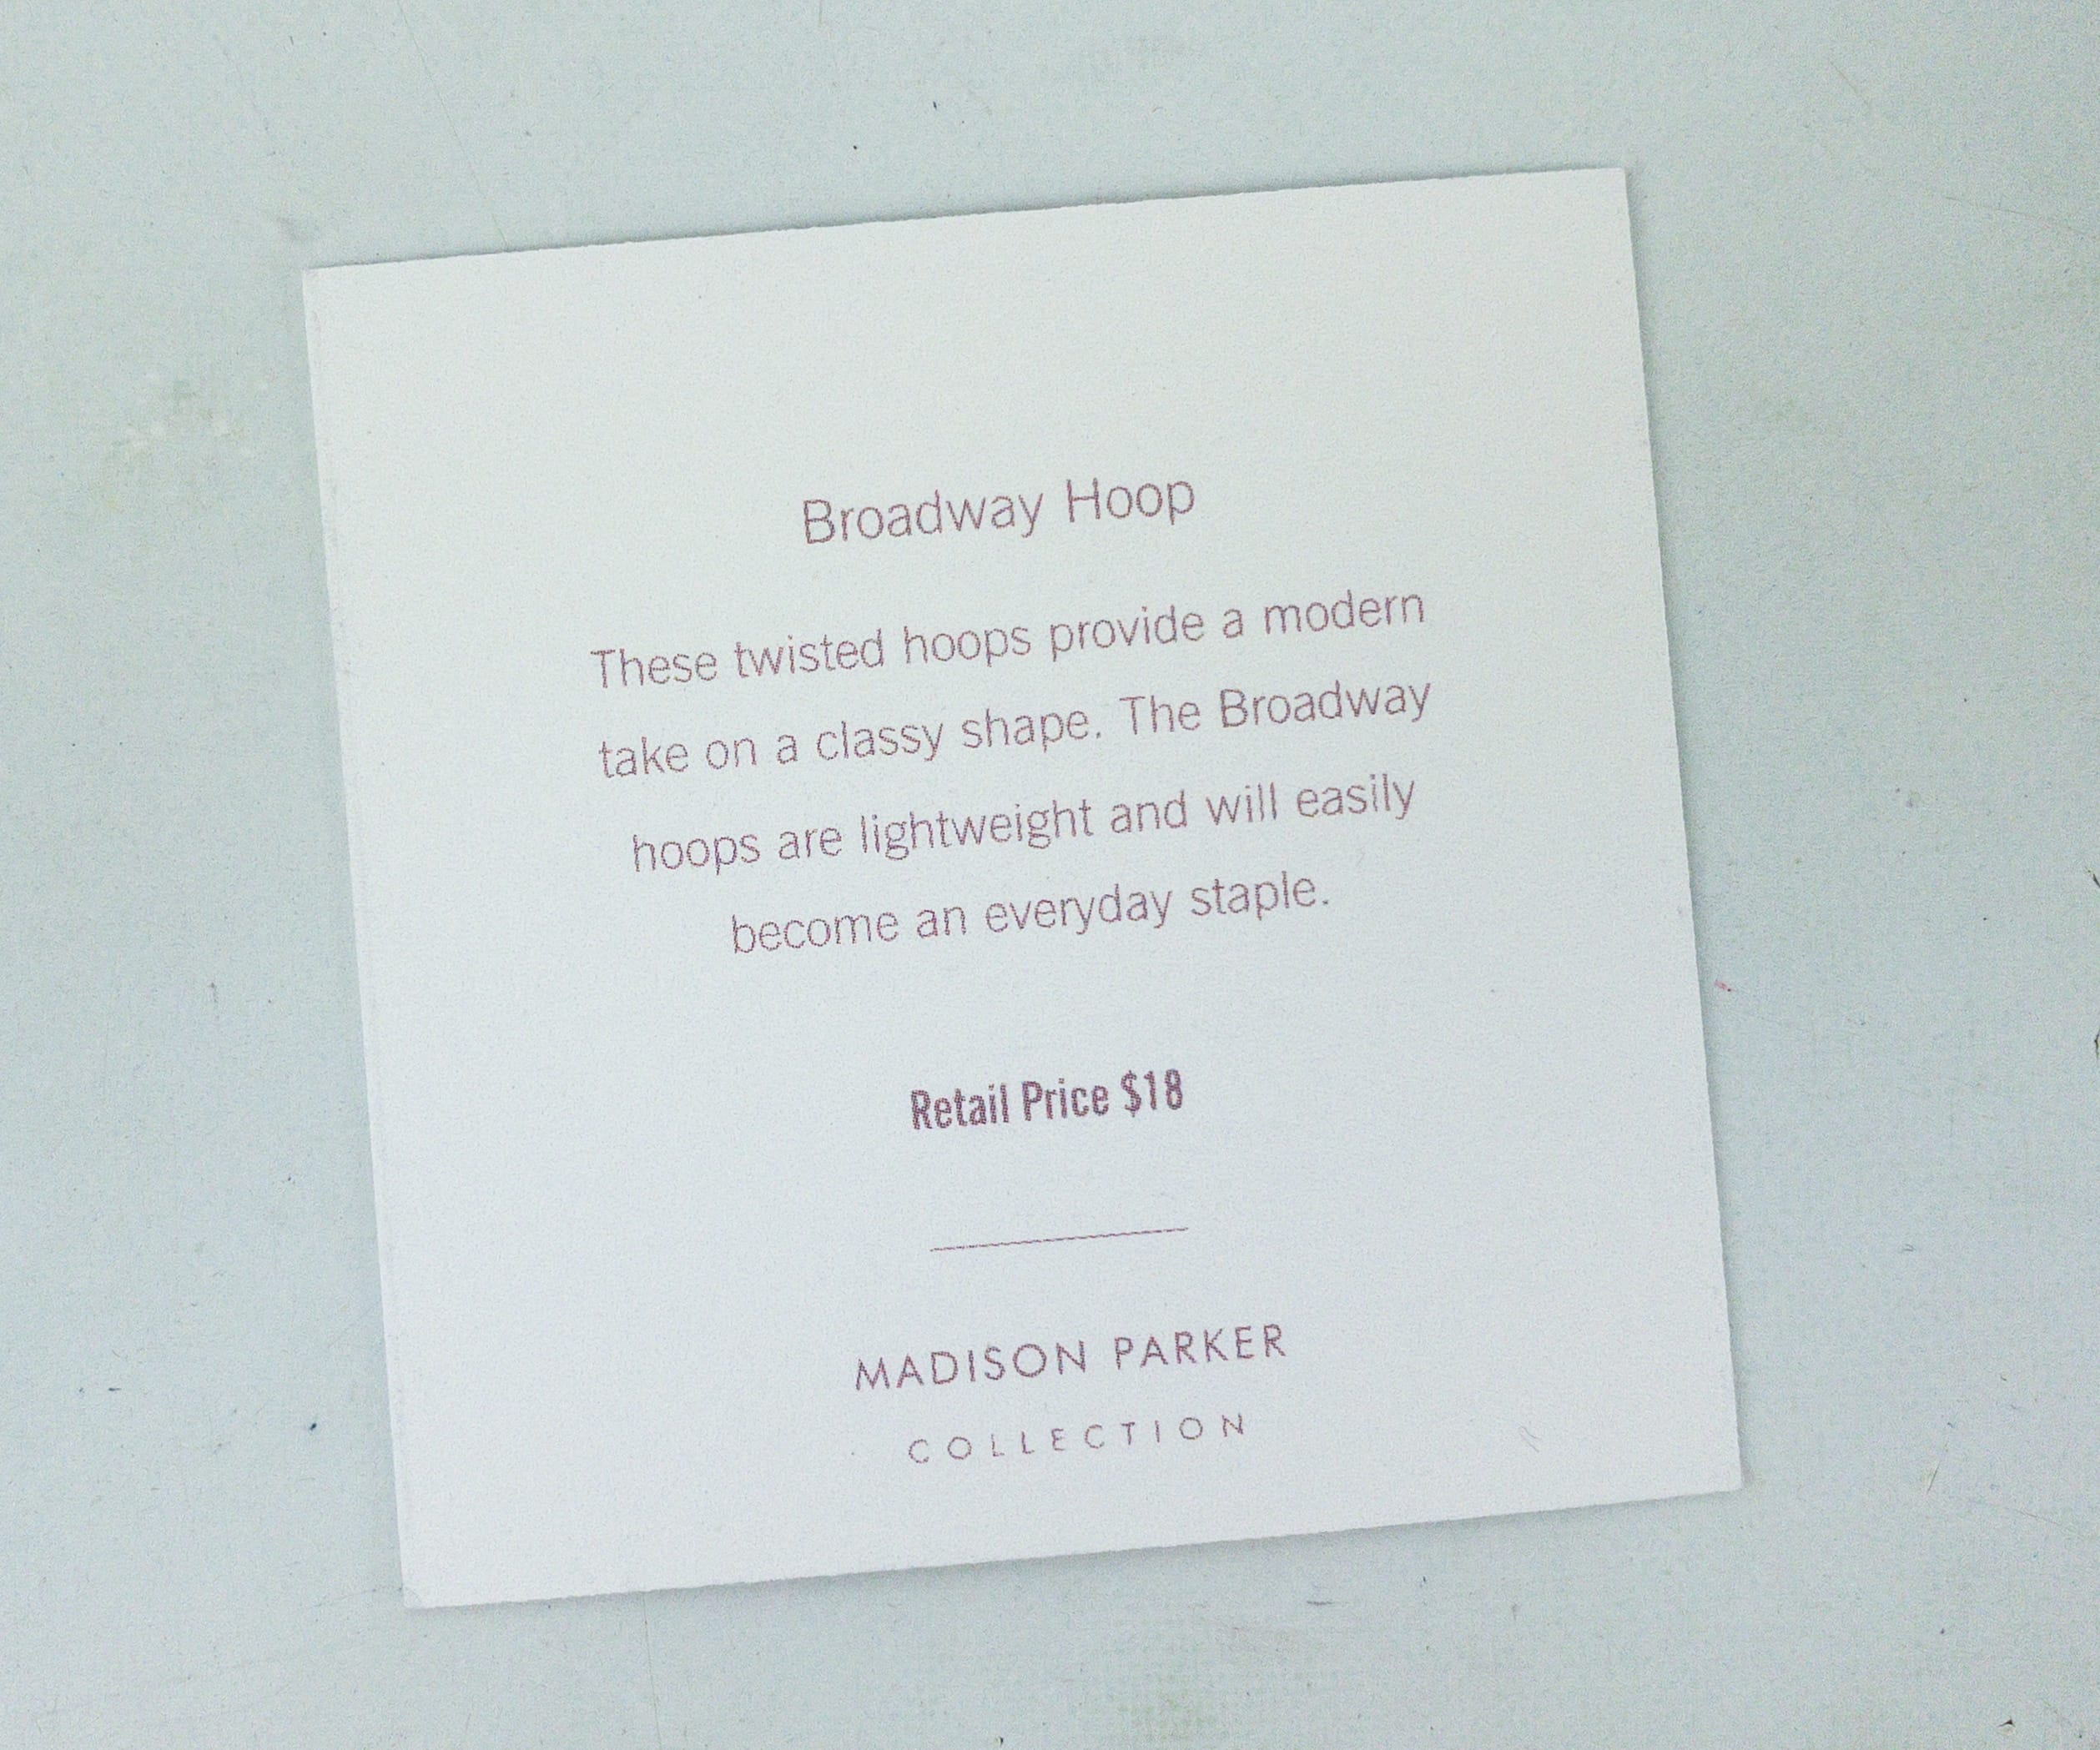 Broadway Hoop
These twisted hoops provide a modern
take on a classy shape. The Broadway
hoops are lightweight and will easily
become an everyday staple.
Retail Price $18
MADISON PARKER
COLLECTION